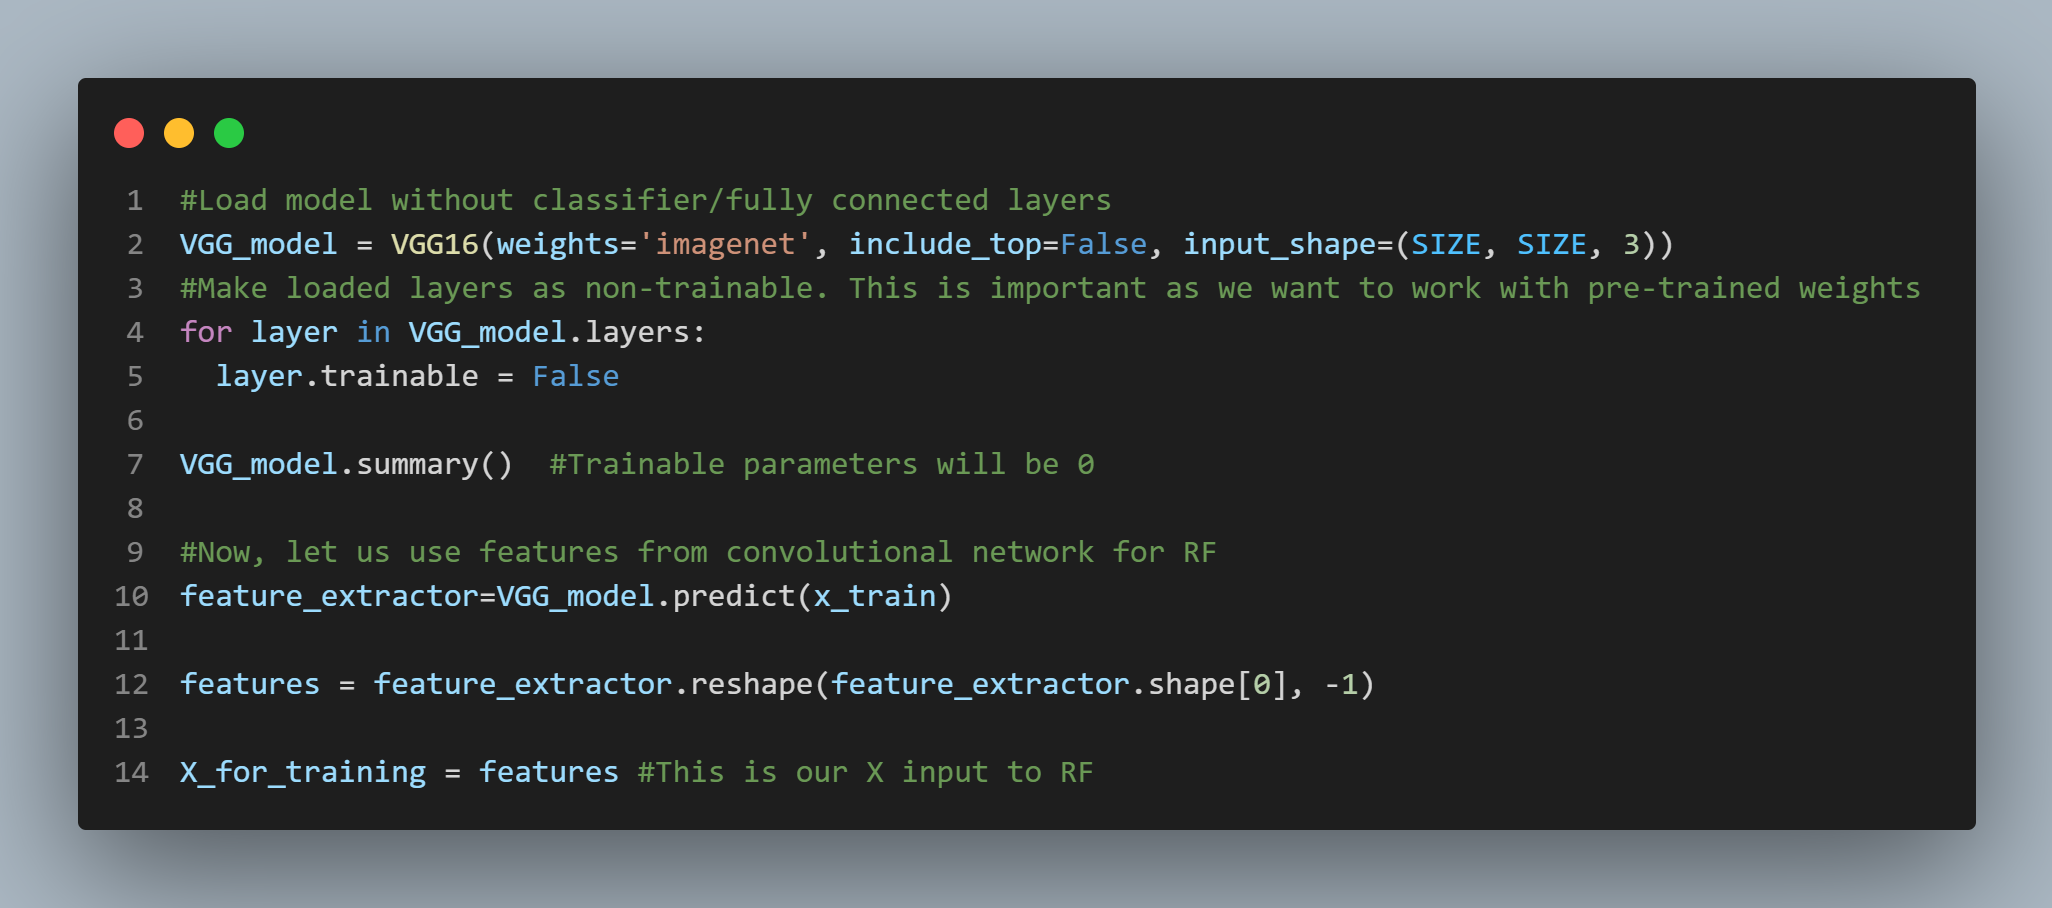 1 #Load model without classifier/fully connected layers
2 VGG_model = VGG16(weights='imagenet', include_top=False, input_shape=(SIZE, SIZE, 3))
3 #Make loaded layers as non-trainable. This is important as we want to work with pre-trained weights
4 for layer in VGG_model.layers:
5   layer.trainable = False
6
7 VGG_model.summary()  #Trainable parameters will be 0
8
9 #Now, let us use features from convolutional network for RF
10 feature_extractor=VGG_model.predict(x_train)
11
12 features = feature_extractor.reshape(feature_extractor.shape[0], -1)
13
14 X_for_training = features #This is our X input to RF